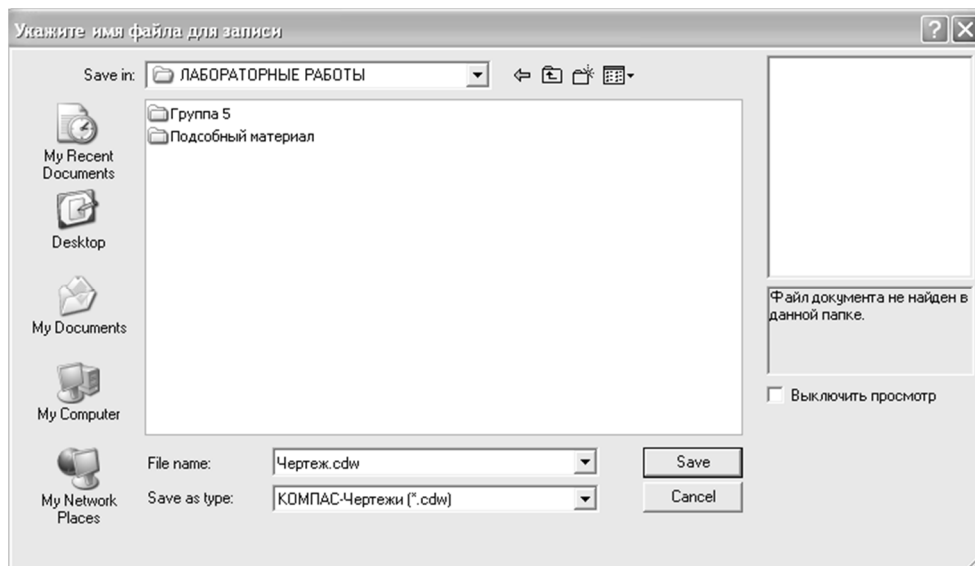 Укажите имя файла для записи
Save in:
ЛАБОРАТОРНЫЕ РАБОТЫ
Группа 5
Подсобный материал
My Recent
Documents
Desktop
My Documents
My Computer
My Network
Places
Файл документа не найден в
данной папке.
Выключить просмотр
File name:
Чертеж.cdw
Save
Save as type:
КОМПАС-Чертежи (*.cdw)
Cancel